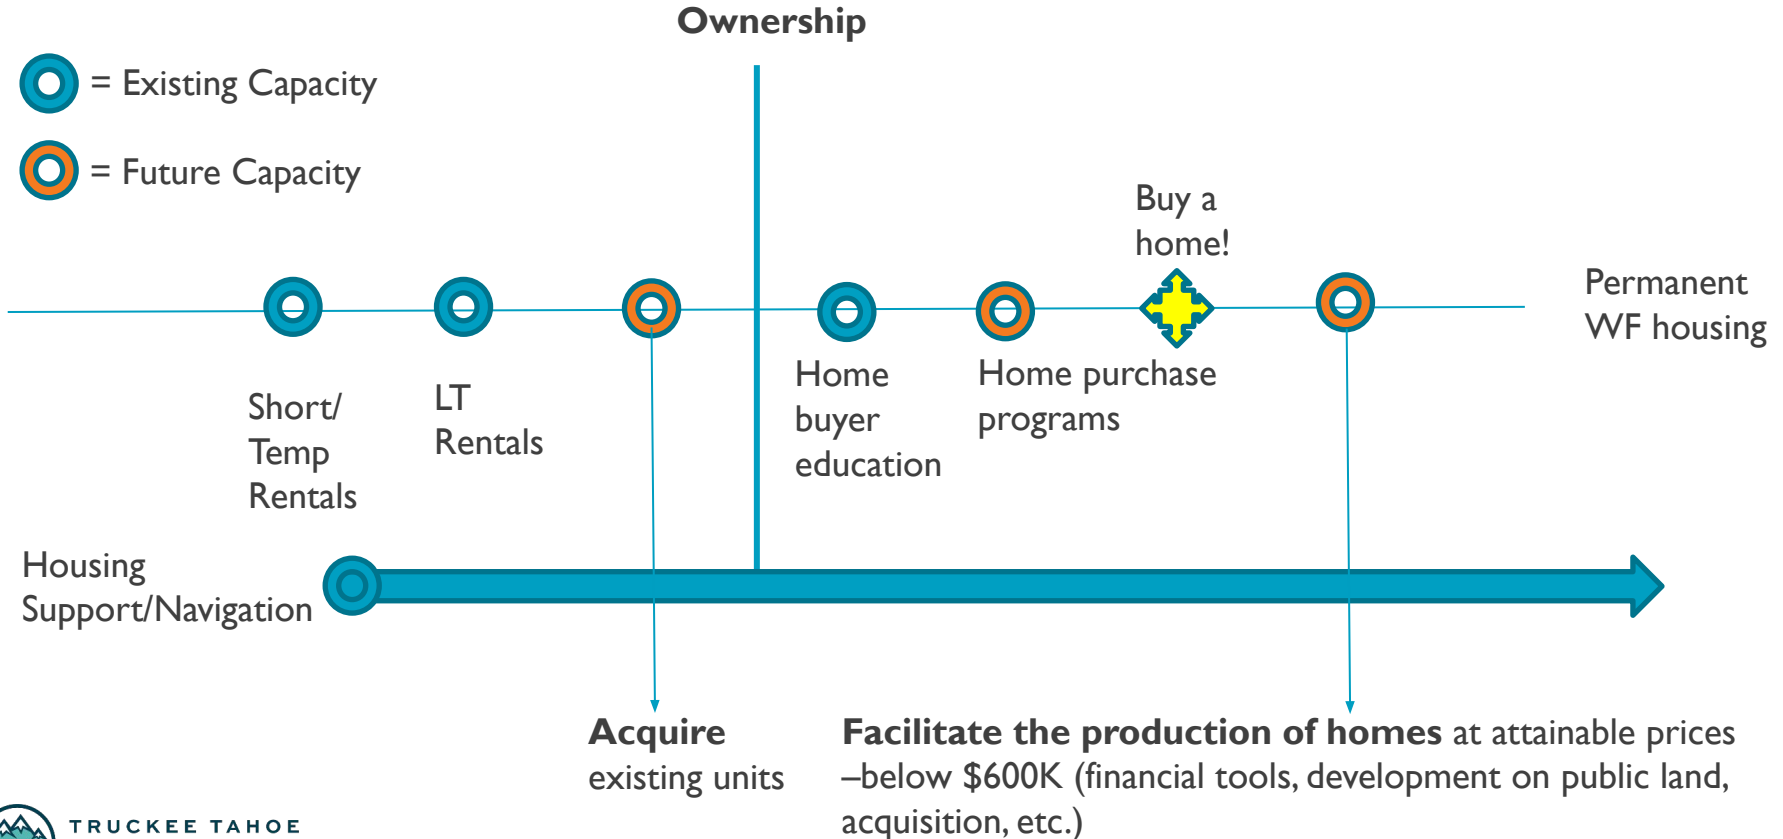 Ownership
= Existing Capacity
= Future Capacity
Buy a
home!
Permanent
WF housing
Short/
Temp
Rentals
LT
Rentals
Home
buyer
education
Home purchase
programs
Housing
Support/Navigation
Acquire
existing units
Facilitate the production of homes at attainable prices
–below $600K (financial tools, development on public land,
acquisition, etc.)
TRUCKEE TAHOE